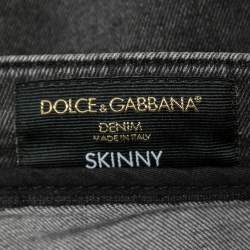 DOLCE & GABBANA®
DENIM
MADE IN ITALY
SKINNY